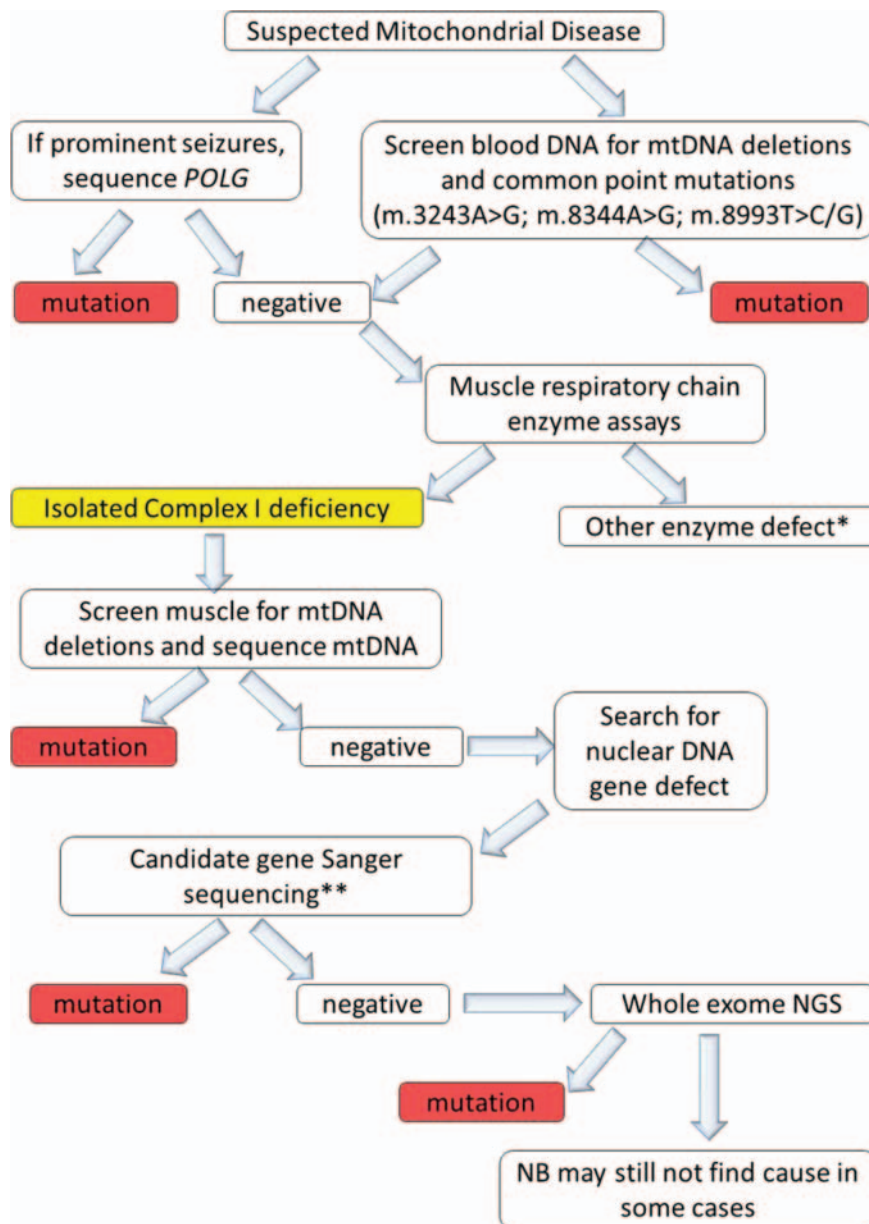 Suspected Mitochondrial Disease
If prominent seizures,
sequence POLG
Screen blood DNA for mtDNA deletions
and common point mutations
(m.3243A>G; m.8344A>G; m.8993T>C/G)
mutation
negative
mutation
Muscle respiratory chain
enzyme assays
Isolated Complex I deficiency
Other enzyme defect*
Screen muscle for mtDNA
deletions and sequence mtDNA
mutation
negative
Search for
nuclear DNA
gene defect
Candidate gene Sanger
sequencing**
mutation
negative
Whole exome NGS
mutation
NB may still not find cause in
some cases